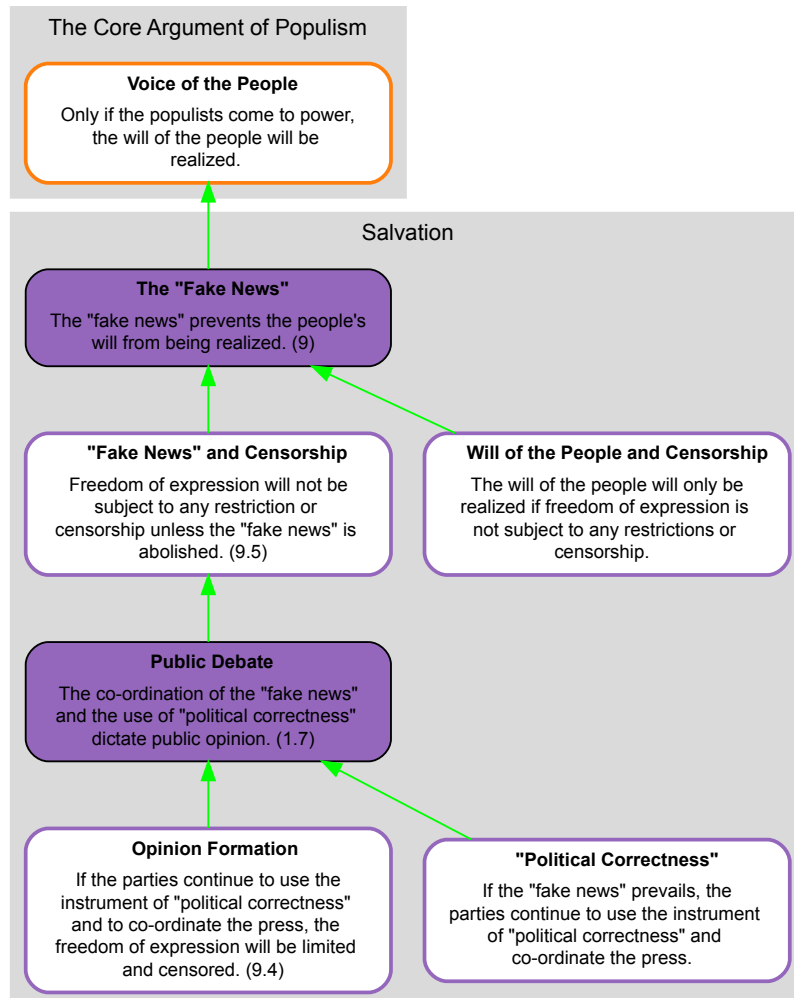 The Core Argument of Populism
Voice of the People
Only if the populists come to power,
the will of the people will be
realized.
Salvation
The "Fake News"
The "fake news" prevents the people's
will from being realized. (9)
"Fake News" and Censorship
Freedom of expression will not be
subject to any restriction or
censorship unless the "fake news" is
abolished. (9.5)
Will of the People and Censorship
The will of the people will only be
realized if freedom of expression is
not subject to any restrictions or
censorship.
Public Debate
The co-ordination of the "fake news"
and the use of "political correctness"
dictate public opinion. (1.7)
Opinion Formation
If the parties continue to use the
instrument of "political correctness"
and to co-ordinate the press, the
freedom of expression will be limited
and censored. (9.4)
"Political Correctness"
If the "fake news" prevails, the
parties continue to use the instrument
of "political correctness" and
co-ordinate the press.